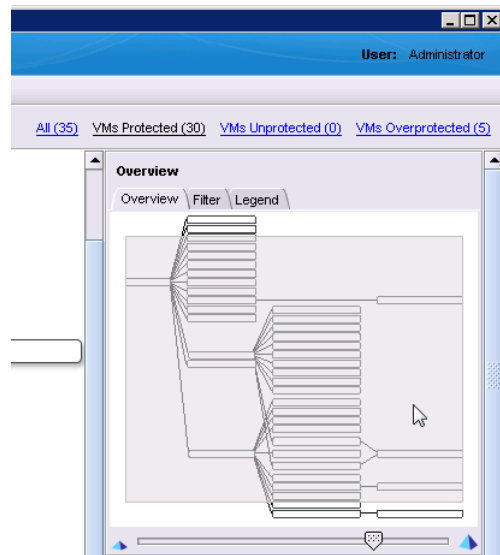 User: Administrator
All (35) VMs Protected (30) VMs Unprotected (0) VMs Overprotected (5)
Overview
Overview Filter Legend